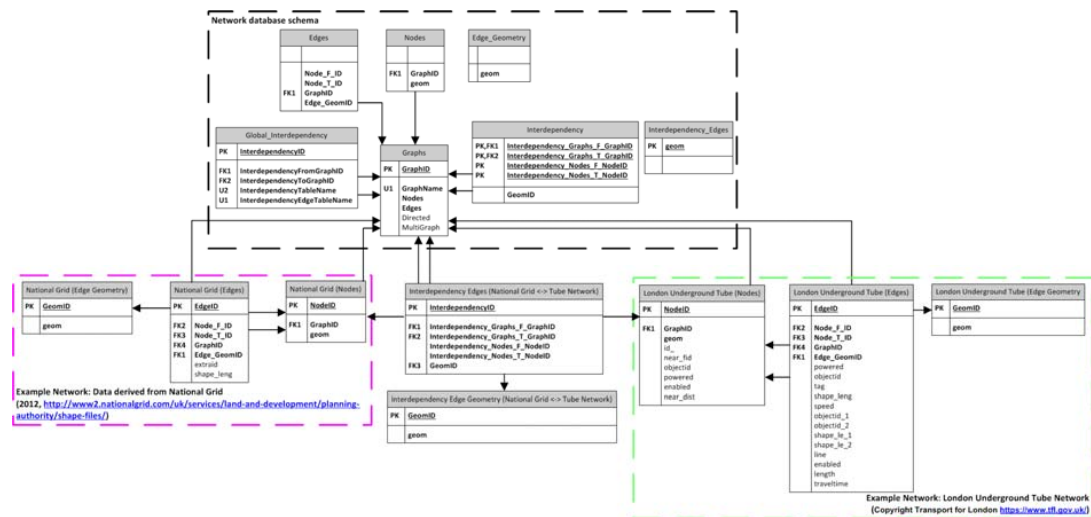 Network database schema
Edges
Node_F_ID
Node_T_ID
FK1 GraphID
Edge_GeomID
Nodes
FK1 GraphID
geom
Edge_Geometry
geom
Global_Interdependency
PK InterdependencyID
FK1 InterdependencyFromGraphID
FK2 InterdependencyToGraphID
U2 InterdependencyTableName
U1 InterdependencyEdgeTableName
Graphs
PK GraphID
U1 GraphName
Nodes
Edges
Directed
MultiGraph
Interdependency
PK,FK1 Interdependency_Graphs_F_GraphID
PK,FK2 Interdependency_Graphs_T_GraphID
PK Interdependency_Nodes_F_NodeID
PK Interdependency_Nodes_T_NodeID
GeomID
Interdependency_Edges
PK geom
National Grid (Edge Geometry)
PK GeomID
geom
National Grid (Edges)
PK EdgeID
FK2 Node_F_ID
FK3 Node_T_ID
FK4 GraphID
FK1 Edge_GeomID
extraid
shape_leng
National Grid (Nodes)
PK NodeID
FK1 GraphID
geom
Example Network: Data derived from National Grid
(2012, http://www2.nationalgrid.com/uk/services/land-and-development/planning-
authority/shape-files/)
Interdependency Edges (National Grid <-> Tube Network)
PK InterdependencyID
FK1 Interdependency_Graphs_F_GraphID
FK2 Interdependency_Graphs_T_GraphID
Interdependency_Nodes_F_NodeID
Interdependency_Nodes_T_NodeID
FK3 GeomID
Interdependency Edge Geometry (National Grid <-> Tube Network)
PK GeomID
geom
London Underground Tube (Nodes)
PK NodeID
FK1 GraphID
geom
id_
near_fid
objectid
powered
enabled
near_dist
London Underground Tube (Edges)
PK EdgeID
FK2 Node_F_ID
FK3 Node_T_ID
FK4 GraphID
FK1 Edge_GeomID
powered
objectid
tag
shape_leng
speed
objectid_1
objectid_2
shape_le_1
shape_le_2
line
enabled
length
traveltime
London Underground Tube (Edge Geometry
PK GeomID
geom
Example Network: London Underground Tube Network
(Copyright Transport for London https://www.tfl.gov.uk/)